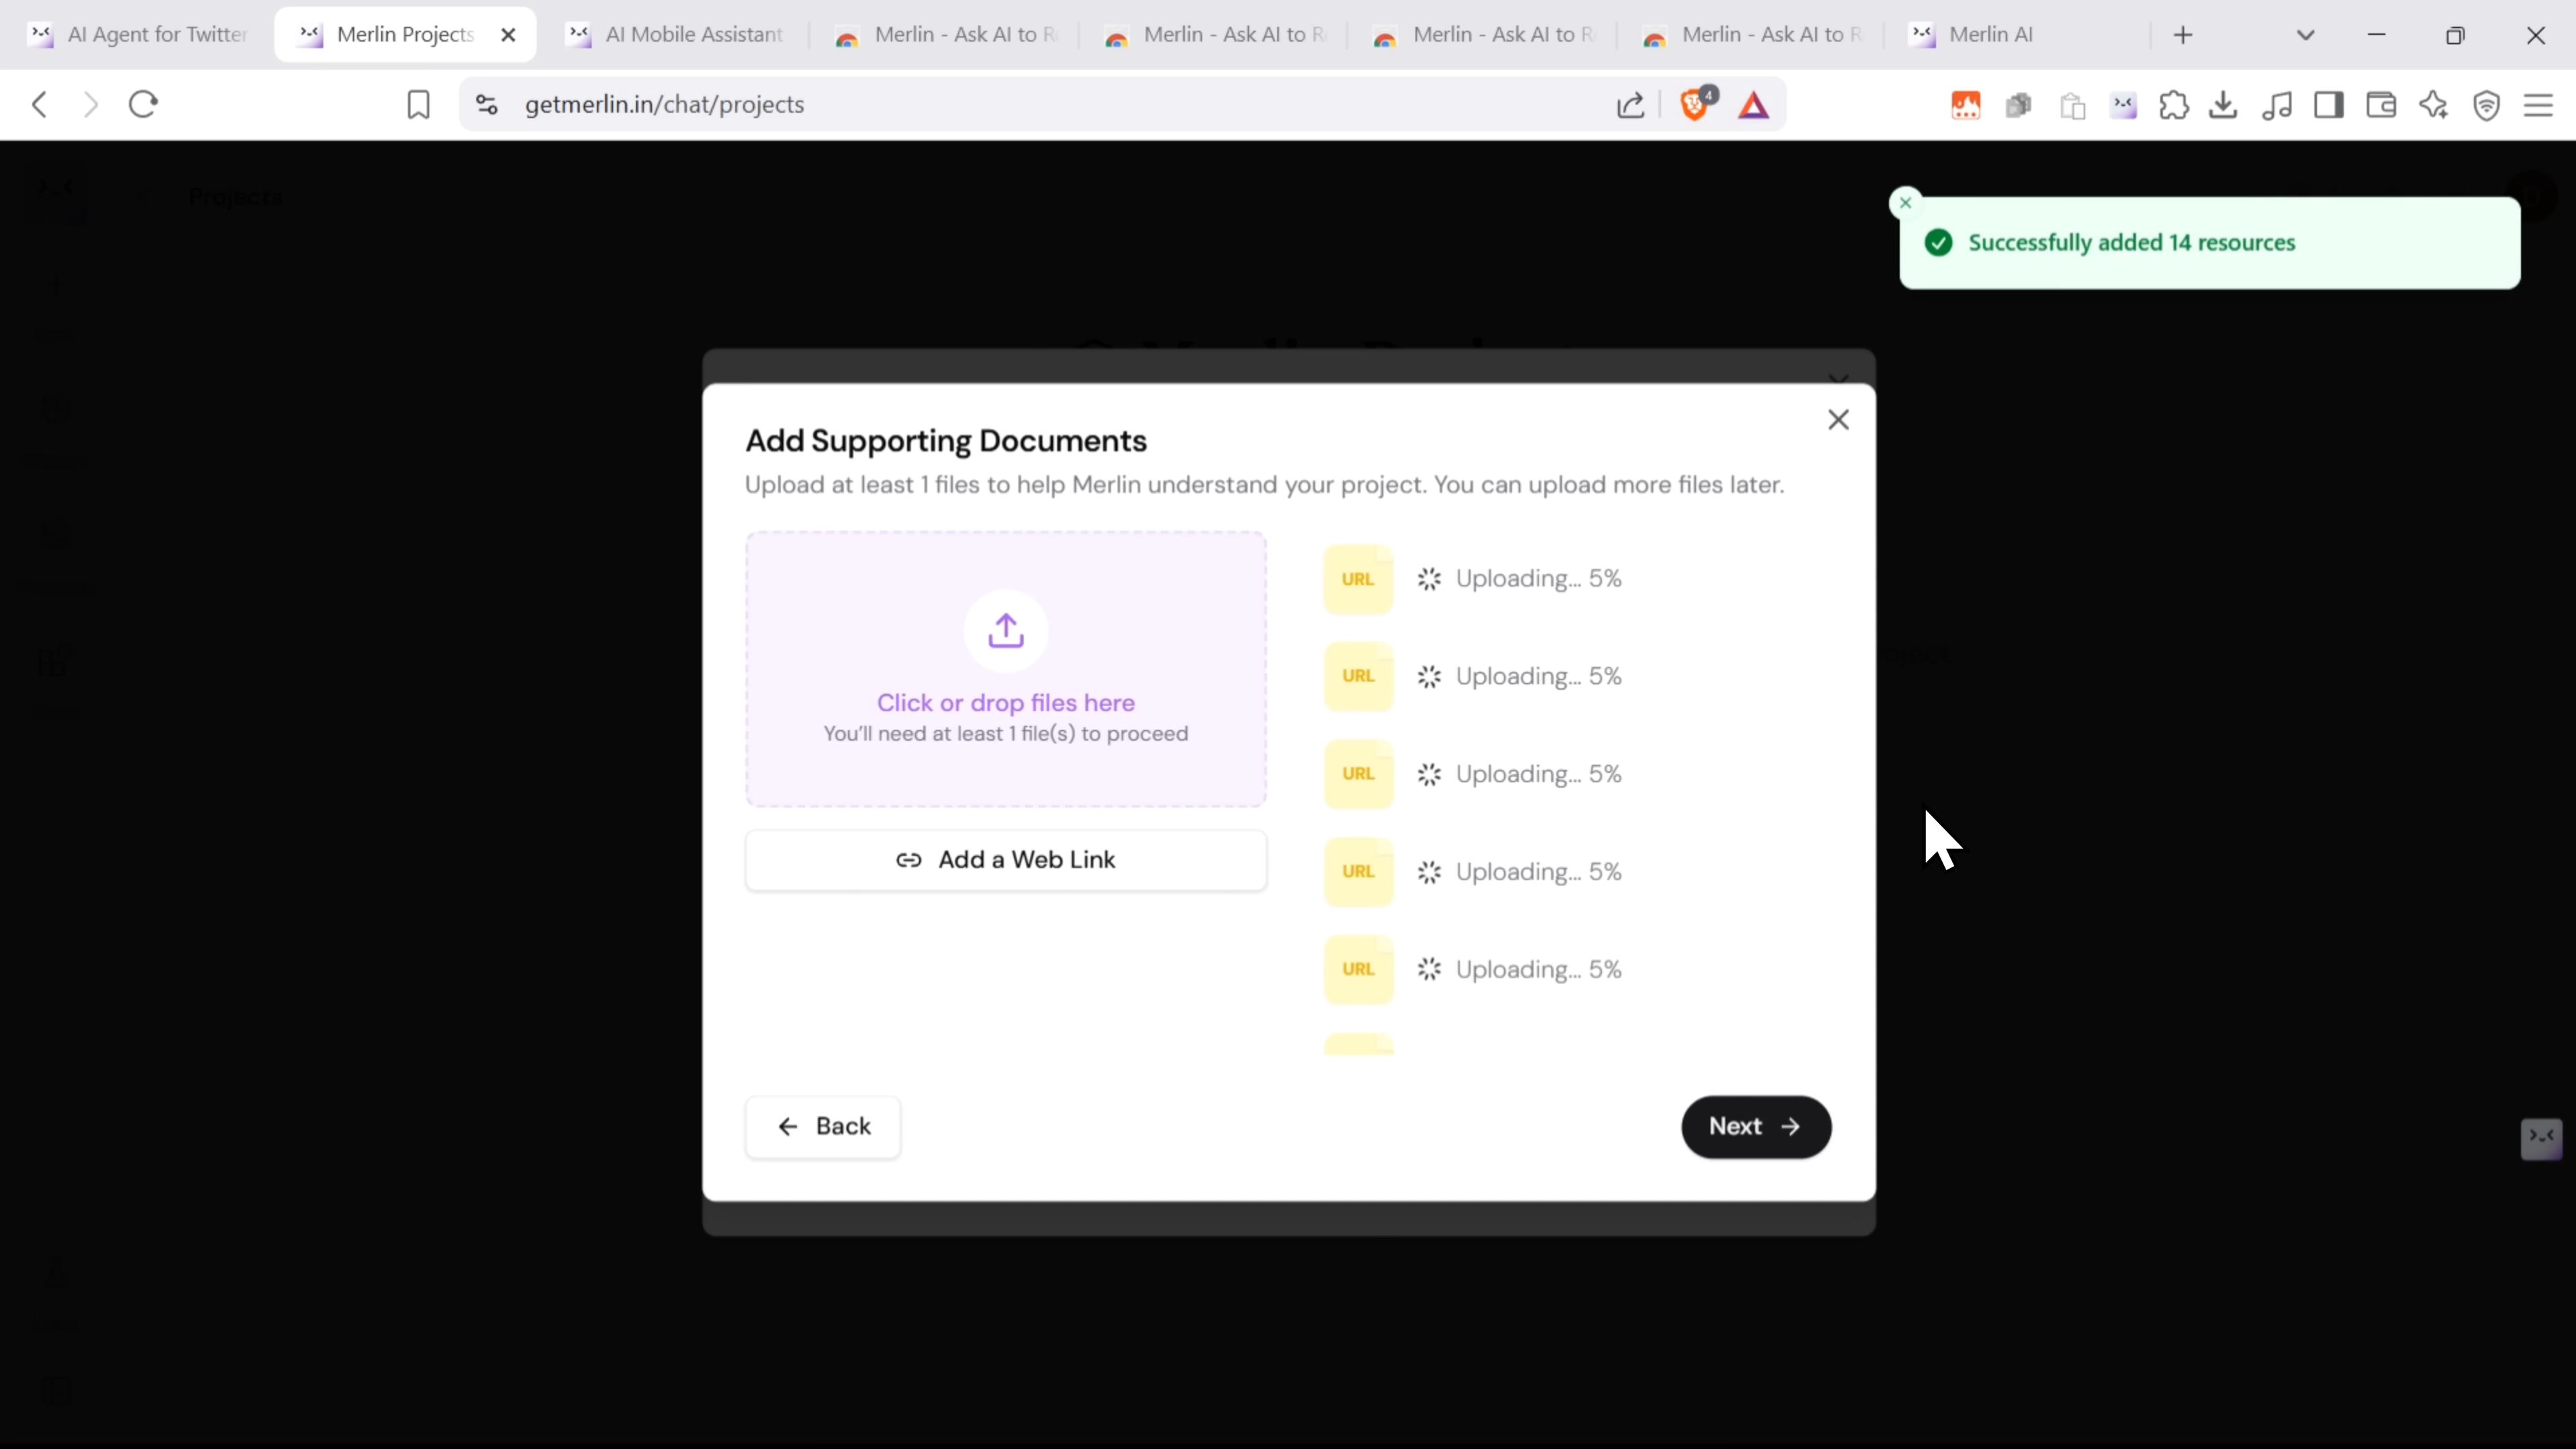 AI Agent for Twitter
Merlin Projects
AI Mobile Assistant
Merlin - Ask AI to R
Merlin - Ask AI to R
Merlin - Ask AI to R
Merlin - Ask AI to R
Merlin AI
getmerlin.in/chat/projects
4
Projects
Successfully added 14 resources
Add Supporting Documents
Upload at least 1 files to help Merlin understand your project. You can upload more files later.
Click or drop files here
You'll need at least 1 file(s) to proceed
Add a Web Link
URL
Uploading... 5%
URL
Uploading... 5%
URL
Uploading... 5%
URL
Uploading... 5%
URL
Uploading... 5%
Back
Next